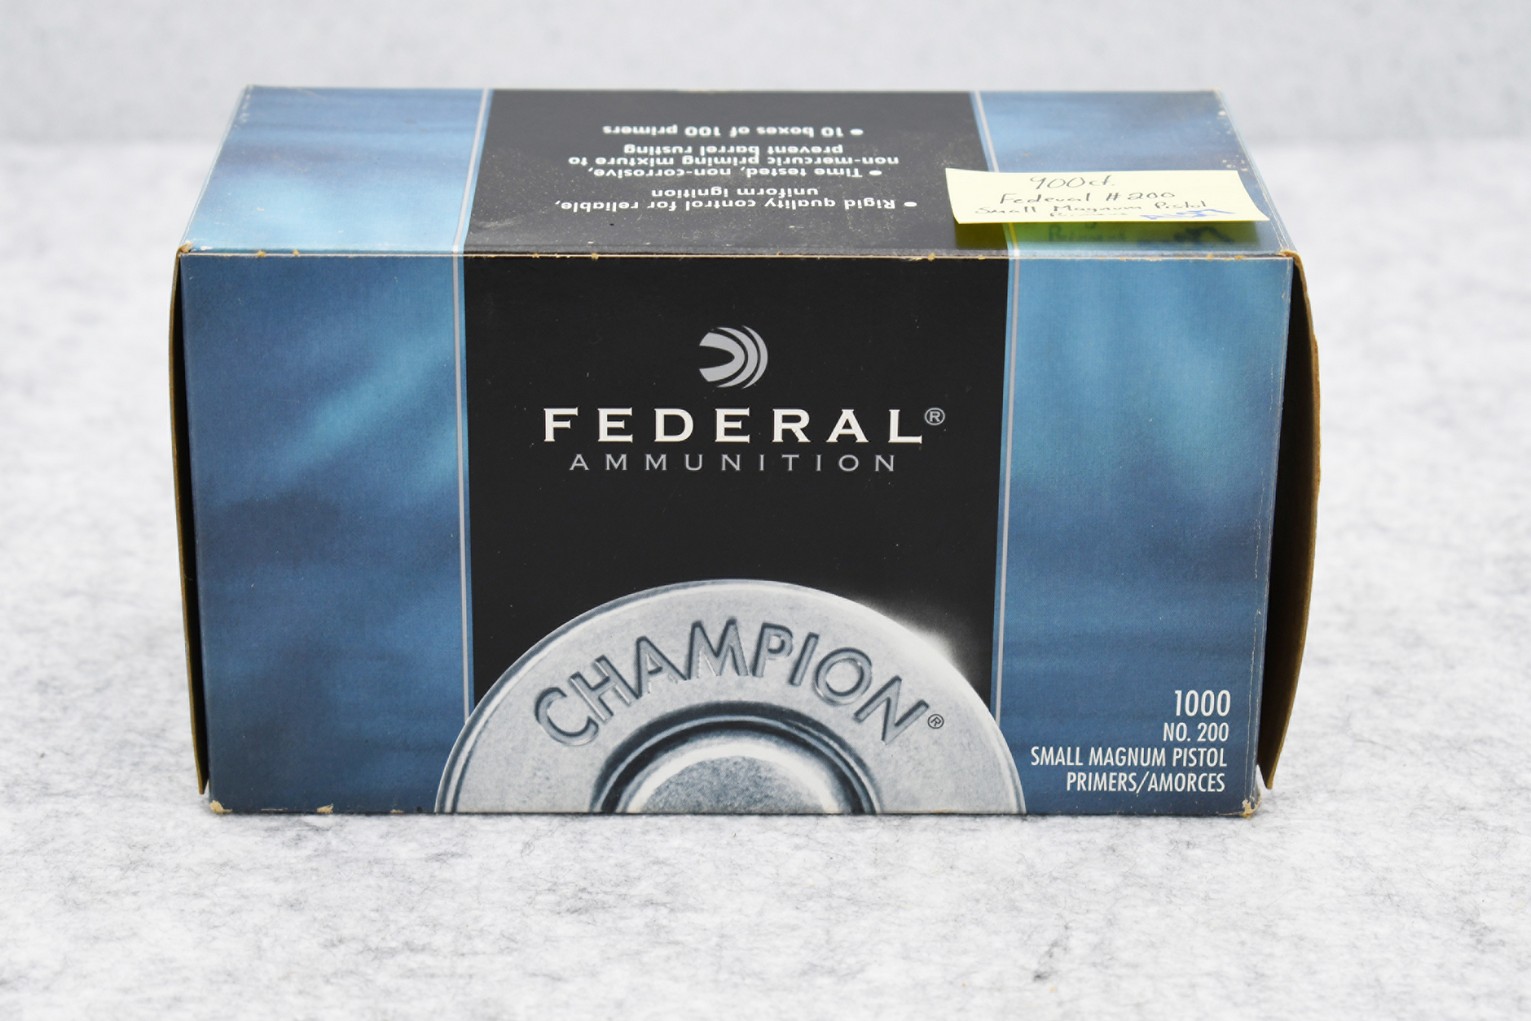 • Rigid quality control for reliable,
uniform ignition
• Time tested, non-corrosive,
non-mercuric priming mixture to
prevent barrel rusting
• 10 boxes of 100 primers
900ct.
Federal #200
Small Magnum Pistol
Primers
FEDERAL®
AMMUNITION
CHAMPION®
1000
NO. 200
SMALL MAGNUM PISTOL
PRIMERS/AMORCES